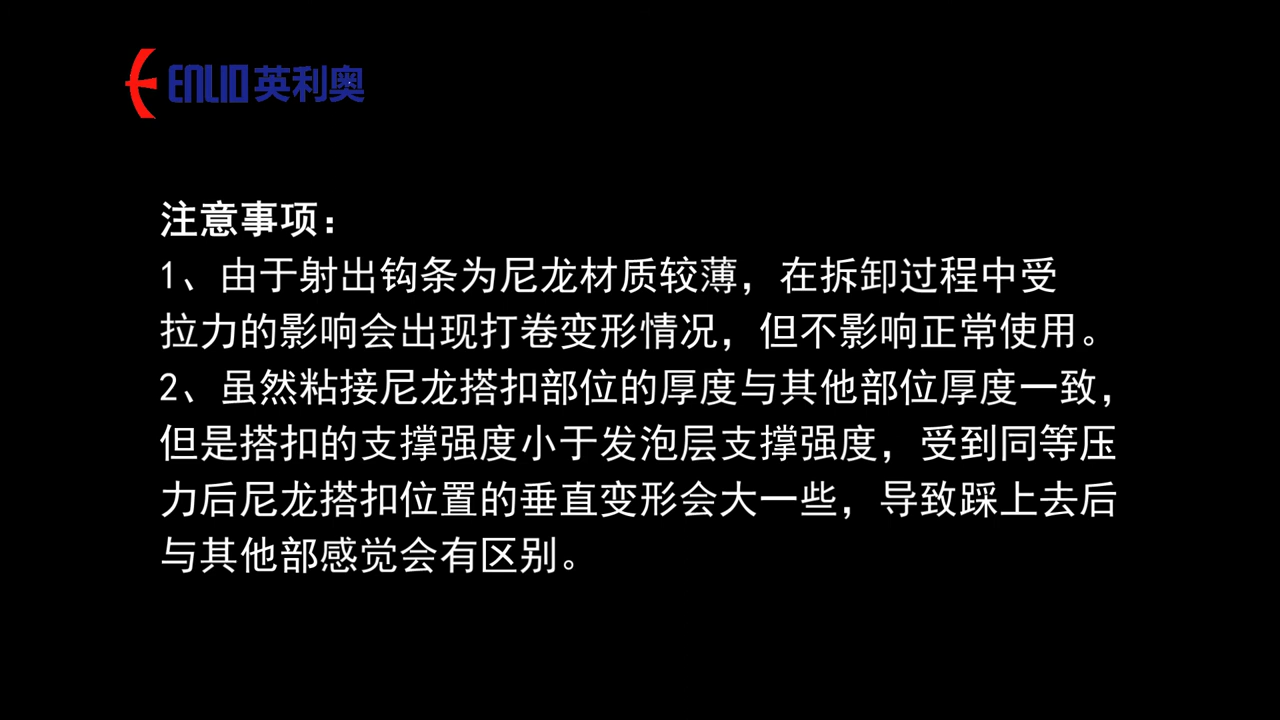 ENLIO英利奥
注意事项：
1、由于射出钩条为尼龙材质较薄，在拆卸过程中受
拉力的影响会出现打卷变形情况，但不影响正常使用。
2、虽然粘接尼龙搭扣部位的厚度与其他部位厚度一致，
但是搭扣的支撑强度小于发泡层支撑强度，受到同等压
力后尼龙搭扣位置的垂直变形会大一些，导致踩上去后
与其他部感觉会有区别。